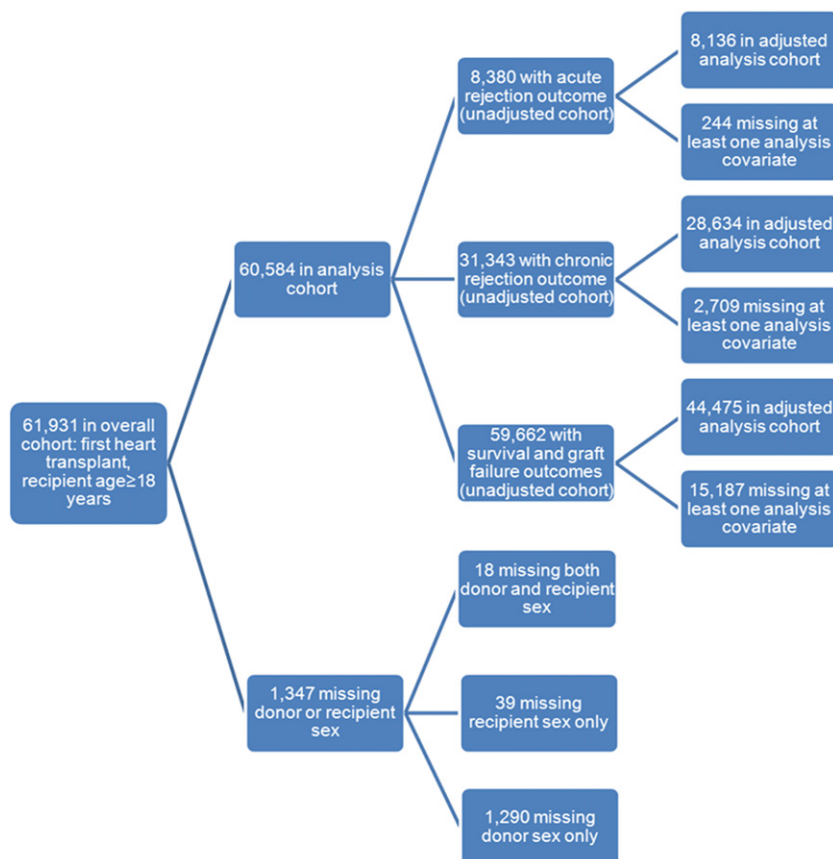 61,931 in overall
cohort: first heart
transplant,
recipient age≥18
years
60,584 in analysis
cohort
8,380 with acute
rejection outcome
(unadjusted cohort)
8,136 in adjusted
analysis cohort
244 missing at
least one analysis
covariate
31,343 with chronic
rejection outcome
(unadjusted cohort)
28,634 in adjusted
analysis cohort
2,709 missing at
least one analysis
covariate
59,662 with
survival and graft
failure outcomes
(unadjusted cohort)
44,475 in adjusted
analysis cohort
15,187 missing at
least one analysis
covariate
1,347 missing
donor or recipient
sex
18 missing both
donor and recipient
sex
39 missing
recipient sex only
1,290 missing
donor sex only